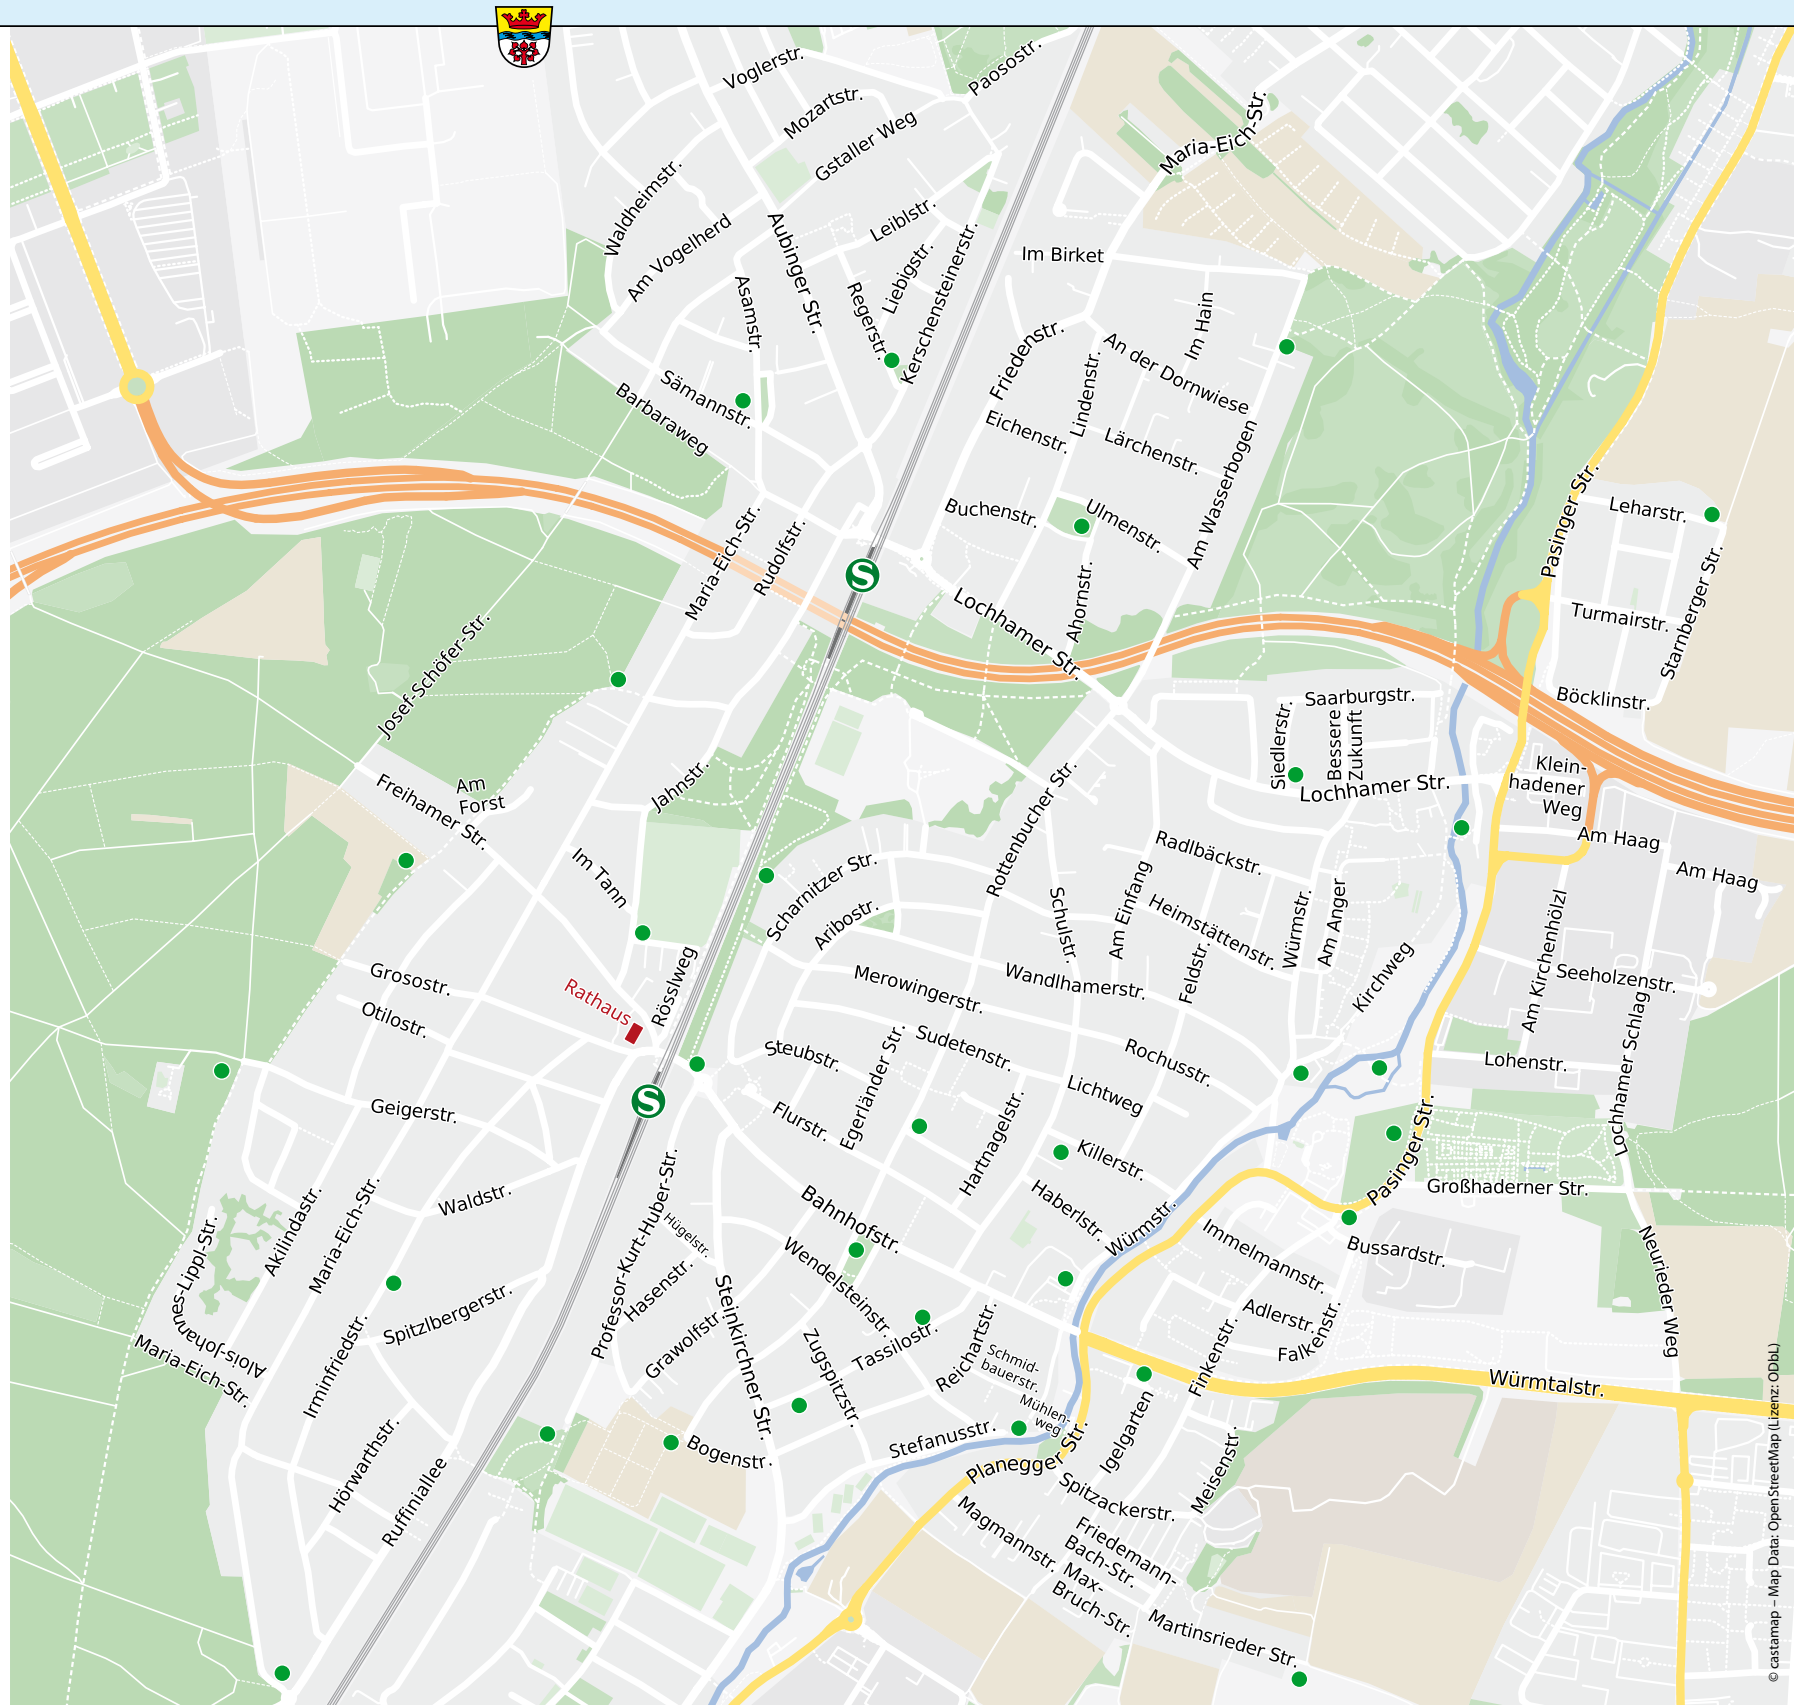 Voglerstr.
Paosostr.
Mozartstr.
Gstaller Weg
Maria-Eich-Str.
Waldheimstr.
Am Vogelherd
Aubinger Str.
Leiblstr.
Liebigstr.
Kerschensteinerstr.
Im Birket
Asamstr.
Regerstr.
Im Hain
Friedenstr.
An der Dornwiese
Lindenstr.
Sämannstr.
Barbaraweg
Eichenstr.
Lärchenstr.
Am Wasserbogen
Pasinger Str.
Leharstr.
Buchenstr.
Ulmenstr.
Maria-Eich-Str.
Rudolfstr.
S
Starnberger Str.
Ahornstr.
Lochhamer Str.
Turmairstr.
Josef-Schöfer-Str.
Böcklinstr.
Saarburgstr.
Siedlerstr.
Bessere
Zukunft
Klein-
hadener
Weg
Lochhamer Str.
Am
Forst
Jahnstr.
Freihamer Str.
Rottenbucher Str.
Am Haag
Am Haag
Radlbäckstr.
Im Tann
Scharnitzer Str.
Aribostr.
Schulstr.
Am Einfang
Heimstättenstr.
Würmstr.
Am Anger
Am Kirchenhölzl
Kirchweg
Feldstr.
Seeholzenstr.
Grosostr.
Rathaus
Rösslweg
Merowingerstr.
Wandlhamerstr.
Otilostr.
Steubstr.
Egerländer Str.
Sudetenstr.
Rochusstr.
Lohenstr.
Lochhamer Schlag
S
Geigerstr.
Flurstr.
Hartnagelstr.
Lichtweg
Pasinger Str.
Killerstr.
Großhaderner Str.
Waldstr.
Akilindastr.
Maria-Eich-Str.
Professor-Kurt-Huber-Str.
Hügelstr.
Bahnhofstr.
Haberlstr.
Würmstr.
Immelmannstr.
Bussardstr.
Neurieder Weg
Alois-Johannes-Lippl-Str.
Hasenstr.
Wendelsteinstr.
Spitzlbergerstr.
Grawolfstr.
Steinkirchner Str.
Zugspitzstr.
Tassilostr.
Reichartstr.
Adlerstr.
Falkenstr.
Finkenstr.
Maria-Eich-Str.
Irminfriedstr.
Schmid-
bauerstr.
Mühlen-
weg
Würmtalstr.
Igelgarten
Hörwarthstr.
Ruffiniallee
Bogenstr.
Stefanusstr.
Planegger Str.
Meisenstr.
Spitzackerstr.
Magmannstr.
Friedemann-
Bach-Str.
Max-
Bruch-Str.
Martinsrieder Str.
© castamap – Map Data: OpenStreetMap (Lizenz: ODbL)